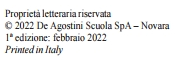 Proprietà letteraria riservata
© 2022 De Agostini Scuola SpA – Novara
1ª edizione: febbraio 2022
Printed in Italy